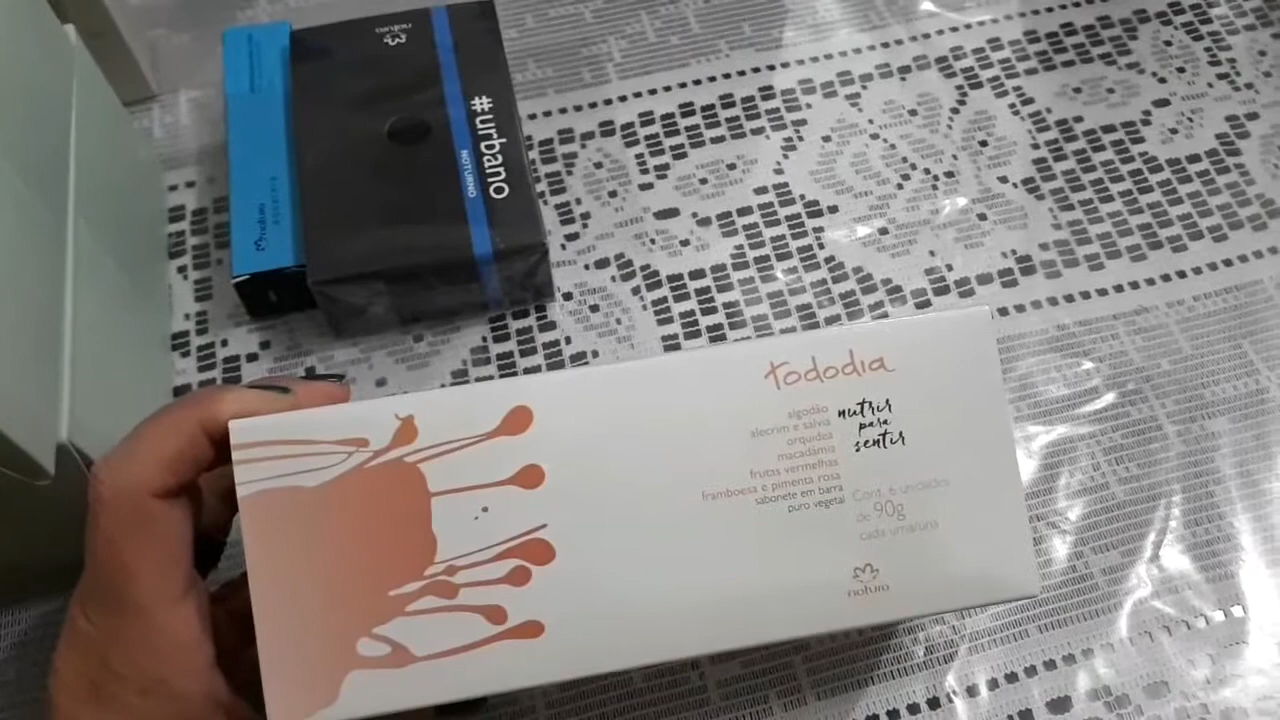 natura
#urbano
NOTURNO
natura
tododia
algodão
alecrim e salvia
orquídea
macadâmia
frutas vermelhas
framboesa e pimenta rosa
sabonete em barra
puro vegetal
nutrir
para
sentir
Cont. 6 unidades
de 90g
cada uma/una
natura